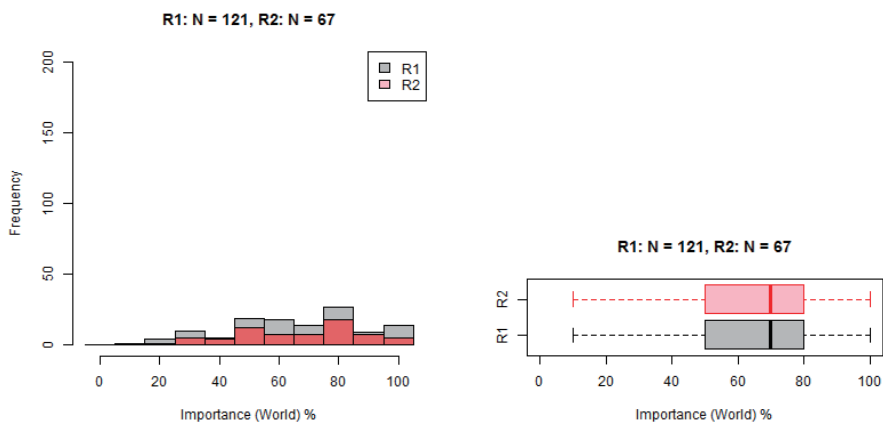 R1: N = 121, R2: N = 67
R1
R2
200
150
100
50
0
Frequency
0 20 40 60 80 100
Importance (World) %
R1: N = 121, R2: N = 67
R2
R1
0 20 40 60 80 100
Importance (World) %